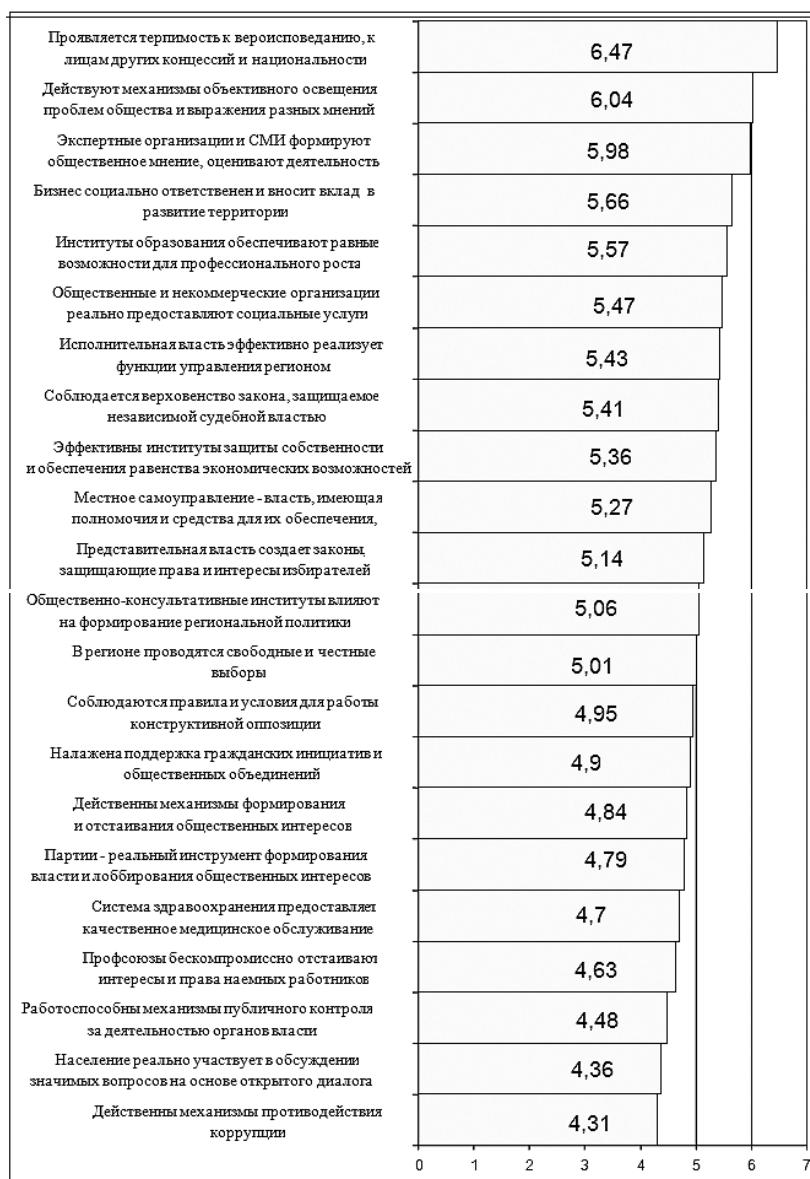 Проявляется терпимость к вероисповеданию, к
лицам других концессий и национальности
6,47
Действуют механизмы объективного освещения
проблем общества и выражения разных мнений
6,04
Экспертные организации и СМИ формируют
общественное мнение, оценивают деятельность
5,98
Бизнес социально ответственен и вносит вклад в
развитие территории
5,66
Институты образования обеспечивают равные
возможности для профессионального роста
5,57
Общественные и некоммерческие организации
реально предоставляют социальные услуги
5,47
Исполнительная власть эффективно реализует
функции управления регионом
5,43
Соблюдается верховенство закона, защищаемое
независимой судебной властью
5,41
Эффективны институты защиты собственности
и обеспечения равенства экономических возможностей
5,36
Местное самоуправление - власть, имеющая
полномочия и средства для их обеспечения,
5,27
Представительная власть создает законы,
защищающие права и интересы избирателей
5,14
Общественно-консультативные институты влияют
на формирование региональной политики
5,06
В регионе проводятся свободные и честные
выборы
5,01
Соблюдаются правила и условия для работы
конструктивной оппозиции
4,95
Налажена поддержка гражданских инициатив и
общественных объединений
4,9
Действенны механизмы формирования
и отстаивания общественных интересов
4,84
Партии - реальный инструмент формирования
власти и лоббирования общественных интересов
4,79
Система здравоохранения предоставляет
качественное медицинское обслуживание
4,7
Профсоюзы бескомпромиссно отстаивают
интересы и права наемных работников
4,63
Работоспособны механизмы публичного контроля
за деятельностью органов власти
4,48
Население реально участвует в обсуждении
значимых вопросов на основе открытого диалога
4,36
Действенны механизмы противодействия
коррупции
4,31
0 1 2 3 4 5 6 7